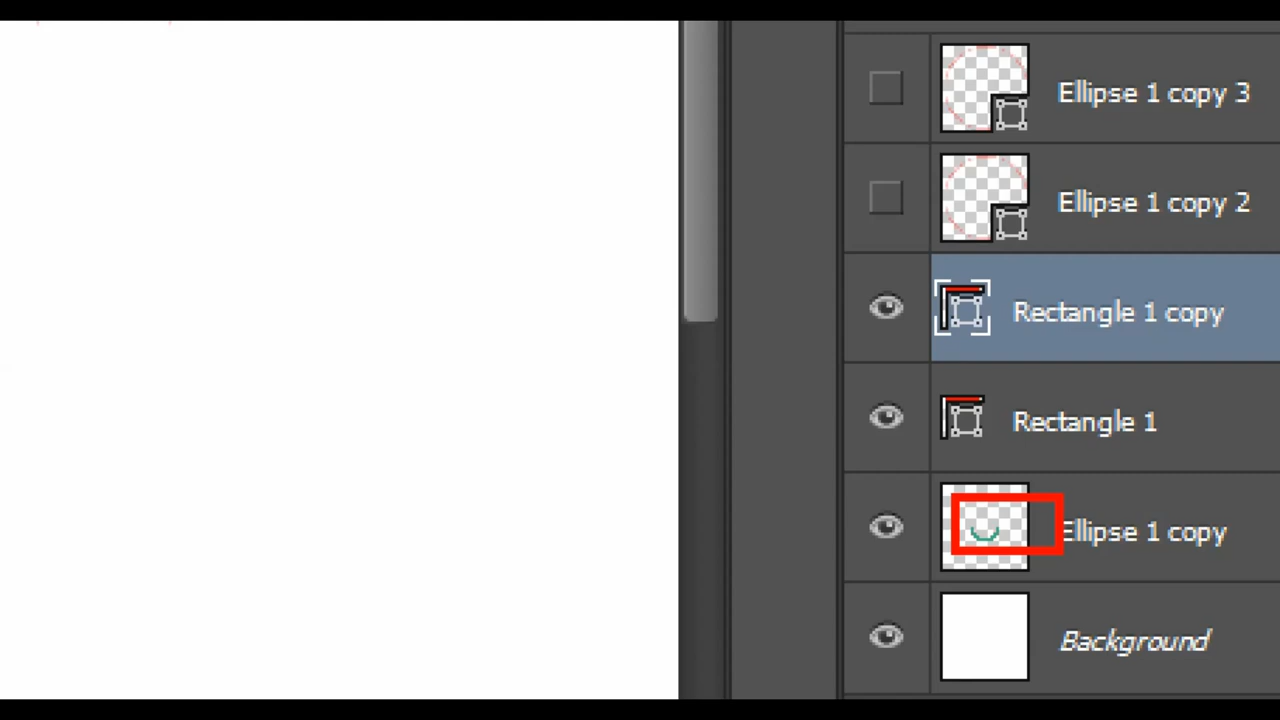 Ellipse 1 copy 3
Ellipse 1 copy 2
Rectangle 1 copy
Rectangle 1
Ellipse 1 copy
Background